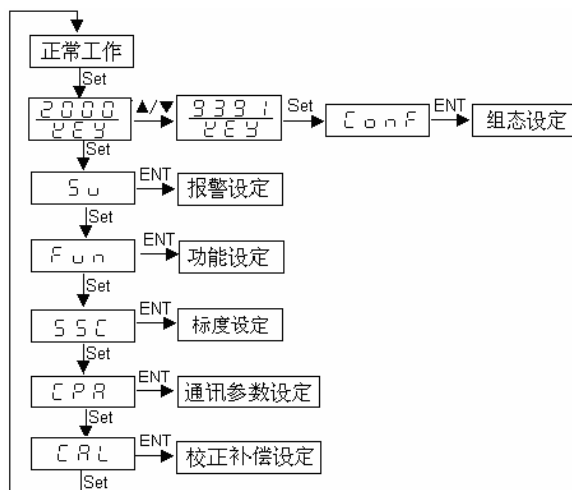 正常工作
Set
2000 ▲/▼ 9391 Set ConF ENT 组态设定
KEY KEY
Set
Su ENT 报警设定
Set
Fun ENT 功能设定
Set
SSC ENT 标度设定
Set
CPA ENT 通讯参数设定
Set
CAL ENT 校正补偿设定
Set